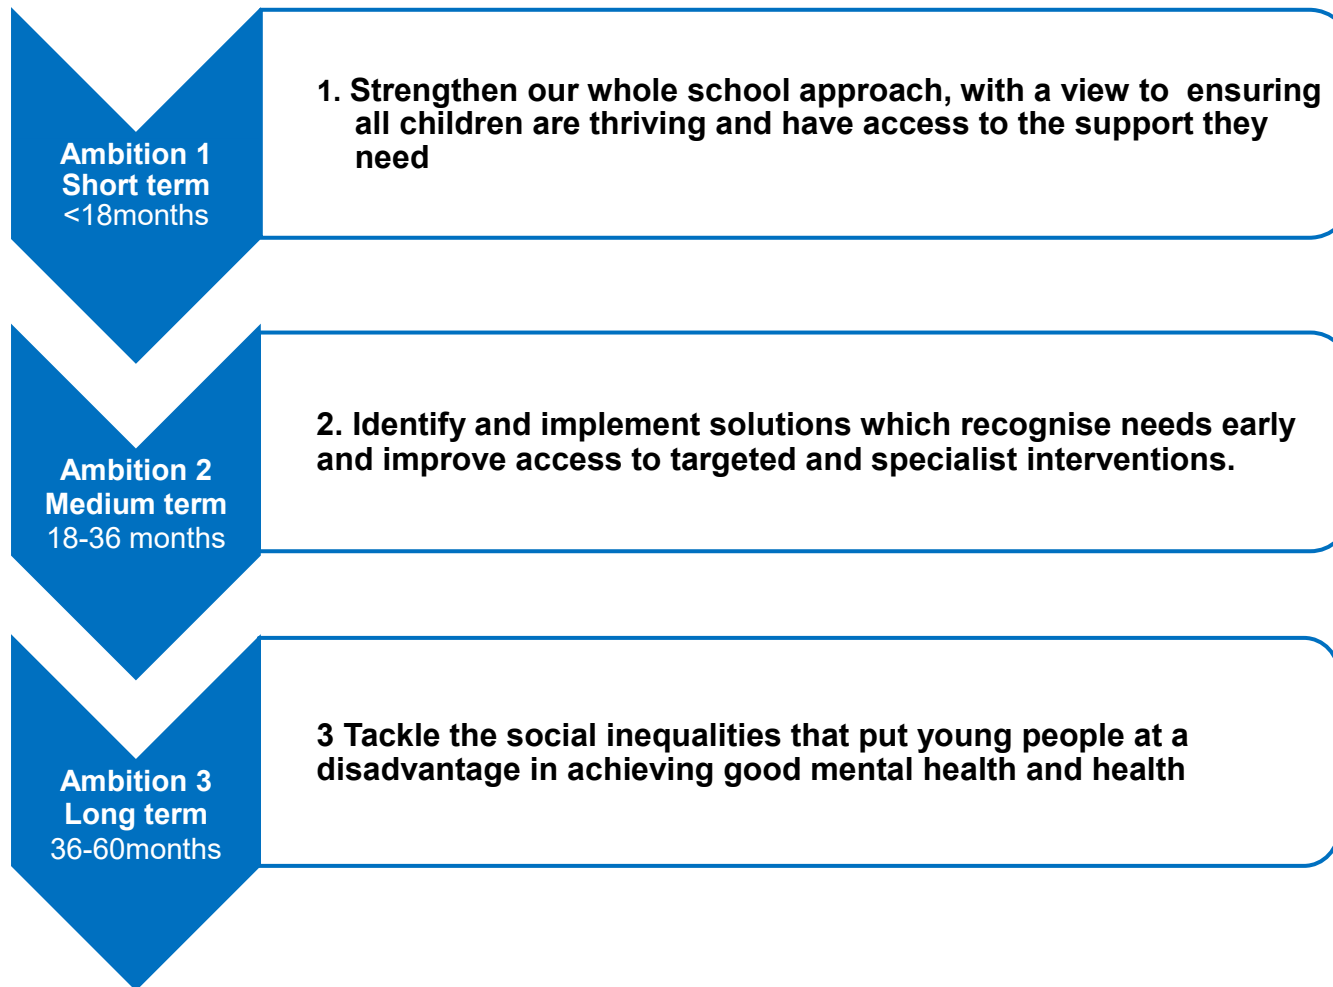 Ambition 1
Short term
<18months
1. Strengthen our whole school approach, with a view to  ensuring
all children are thriving and have access to the support they
need
Ambition 2
Medium term
18-36 months
2. Identify and implement solutions which recognise needs early
and improve access to targeted and specialist interventions.
Ambition 3
Long term
36-60months
3 Tackle the social inequalities that put young people at a
disadvantage in achieving good mental health and health